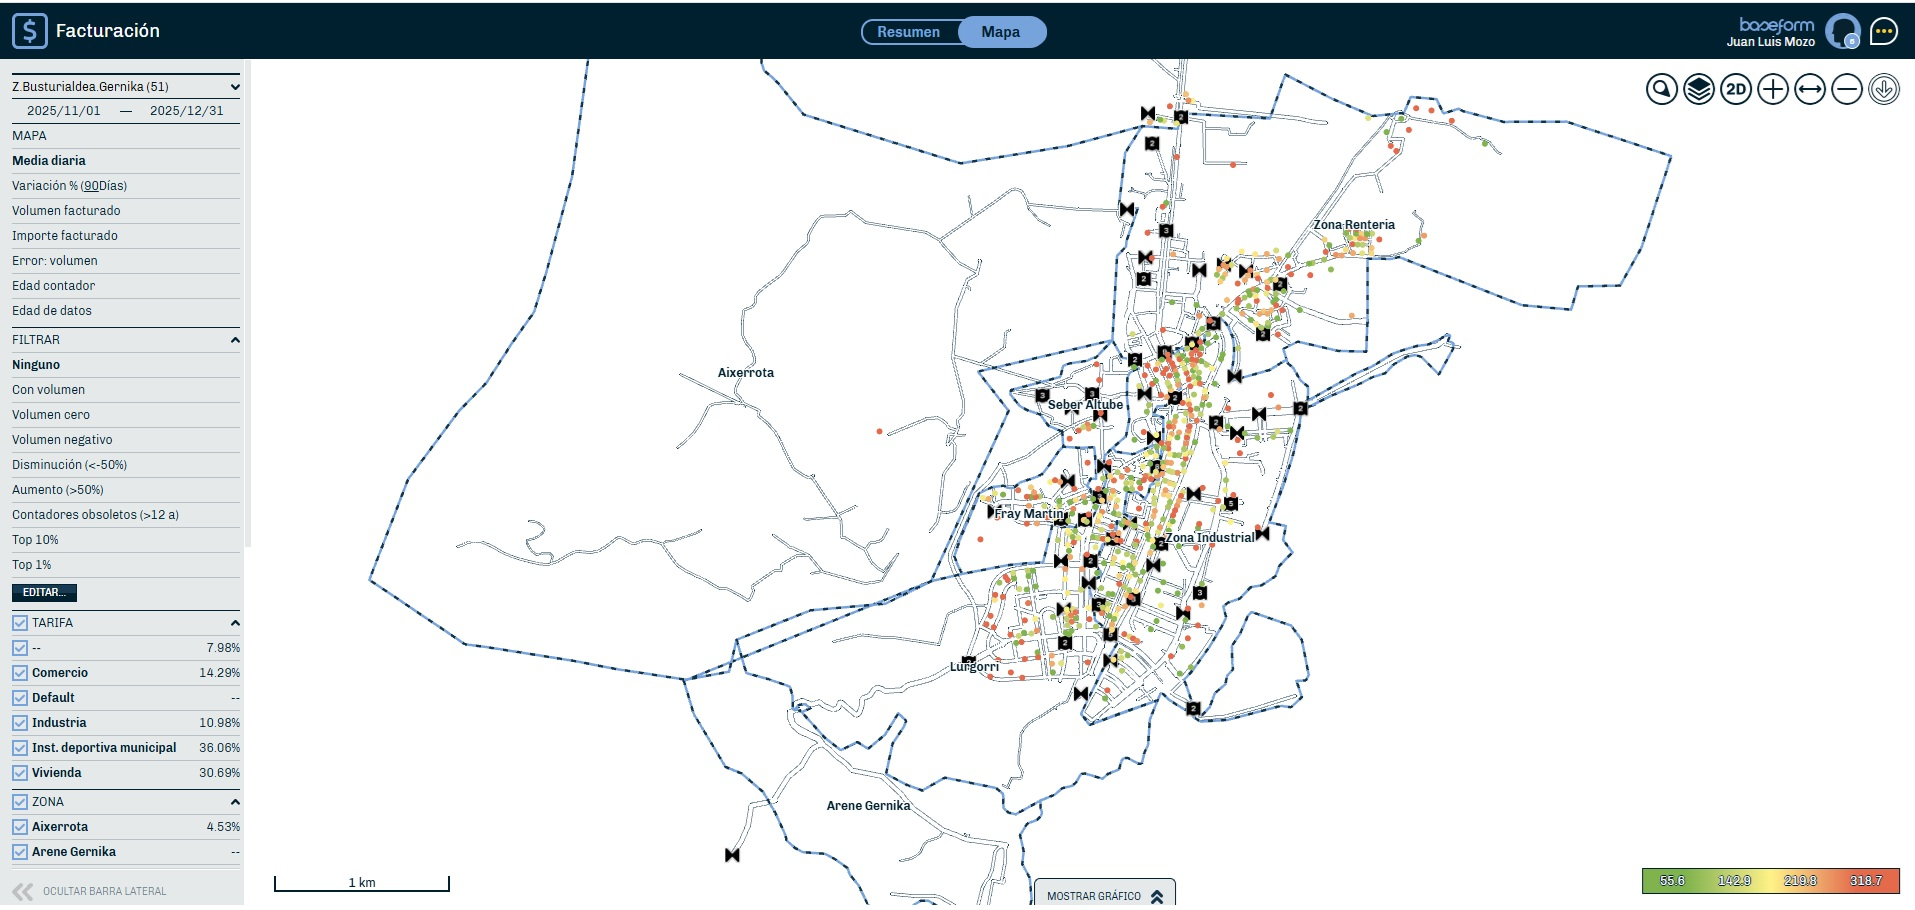 Facturación
Resumen
Mapa
baseform
Juan Luis Mozo
Z.Busturialdea.Gernika (51)
2025/11/01 — 2025/12/31
MAPA
Media diaria
Variación % (90Días)
Volumen facturado
Importe facturado
Error: volumen
Edad contador
Edad de datos
FILTRAR
Ninguno
Con volumen
Volumen cero
Volumen negativo
Disminución (<-50%)
Aumento (>50%)
Contadores obsoletos (>12 a)
Top 10%
Top 1%
EDITAR...
TARIFA
-- 7.98%
Comercio 14.29%
Default --
Industria 10.98%
Inst. deportiva municipal 36.06%
Vivienda 30.69%
ZONA
Aixerrota 4.53%
Arene Gernika --
OCULTAR BARRA LATERAL
2D
Zona Renteria
Aixerrota
Seber Altube
Fray Martin
Zona Industrial
Lurgorri
Arene Gernika
1 km
MOSTRAR GRÁFICO
55.6 142.9 219.8 318.7